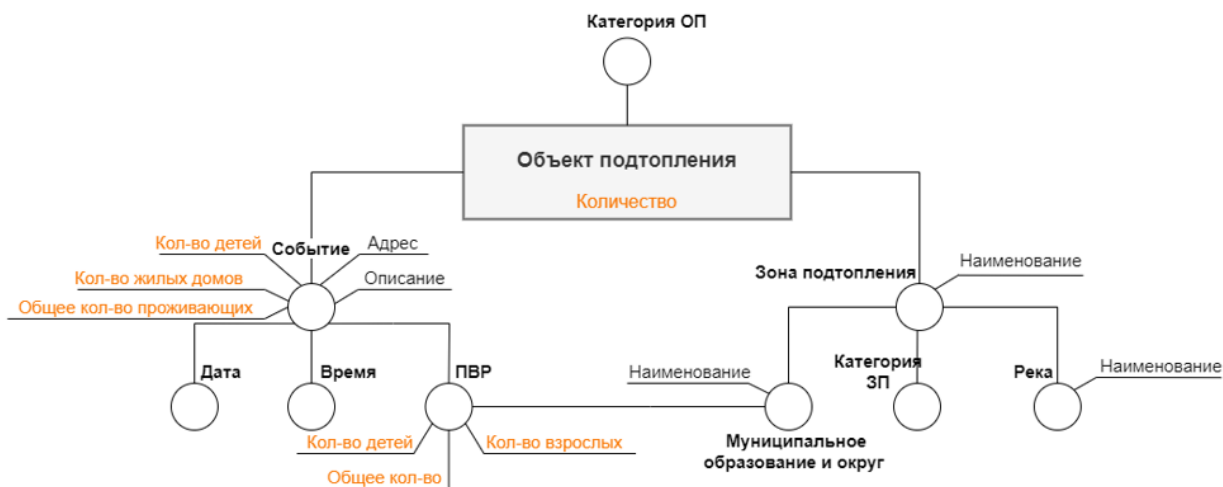 Категория ОП
Объект подтопления
Количество
Кол-во детей
Событие
Адрес
Кол-во жилых домов
Описание
Общее кол-во проживающих
Зона подтопления
Наименование
Дата
Время
ПВР
Наименование
Категория
ЗП
Река
Наименование
Кол-во детей
Кол-во взрослых
Общее кол-во
Муниципальное
образование и округ